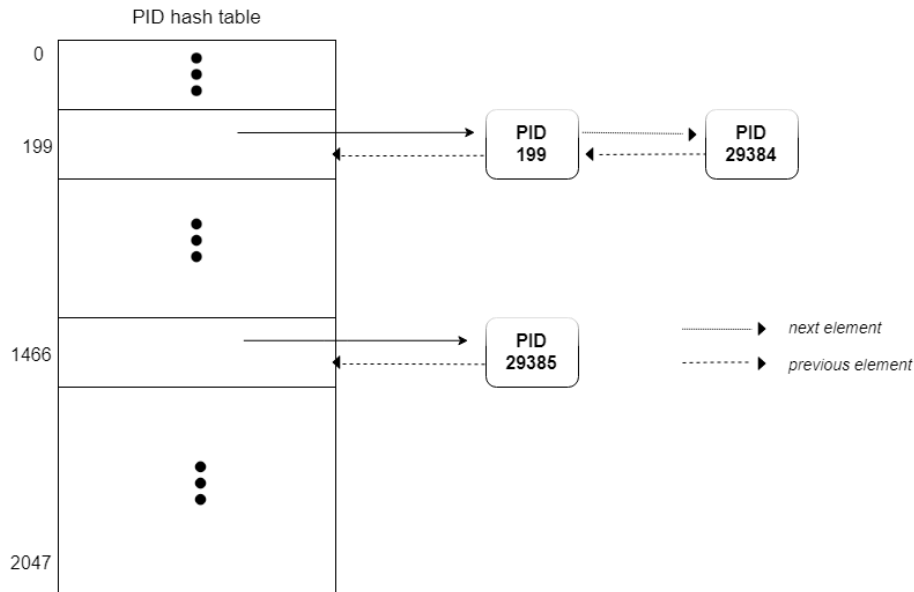 PID hash table
0
199
PID
199
PID
29384
1466
PID
29385
next element
previous element
2047